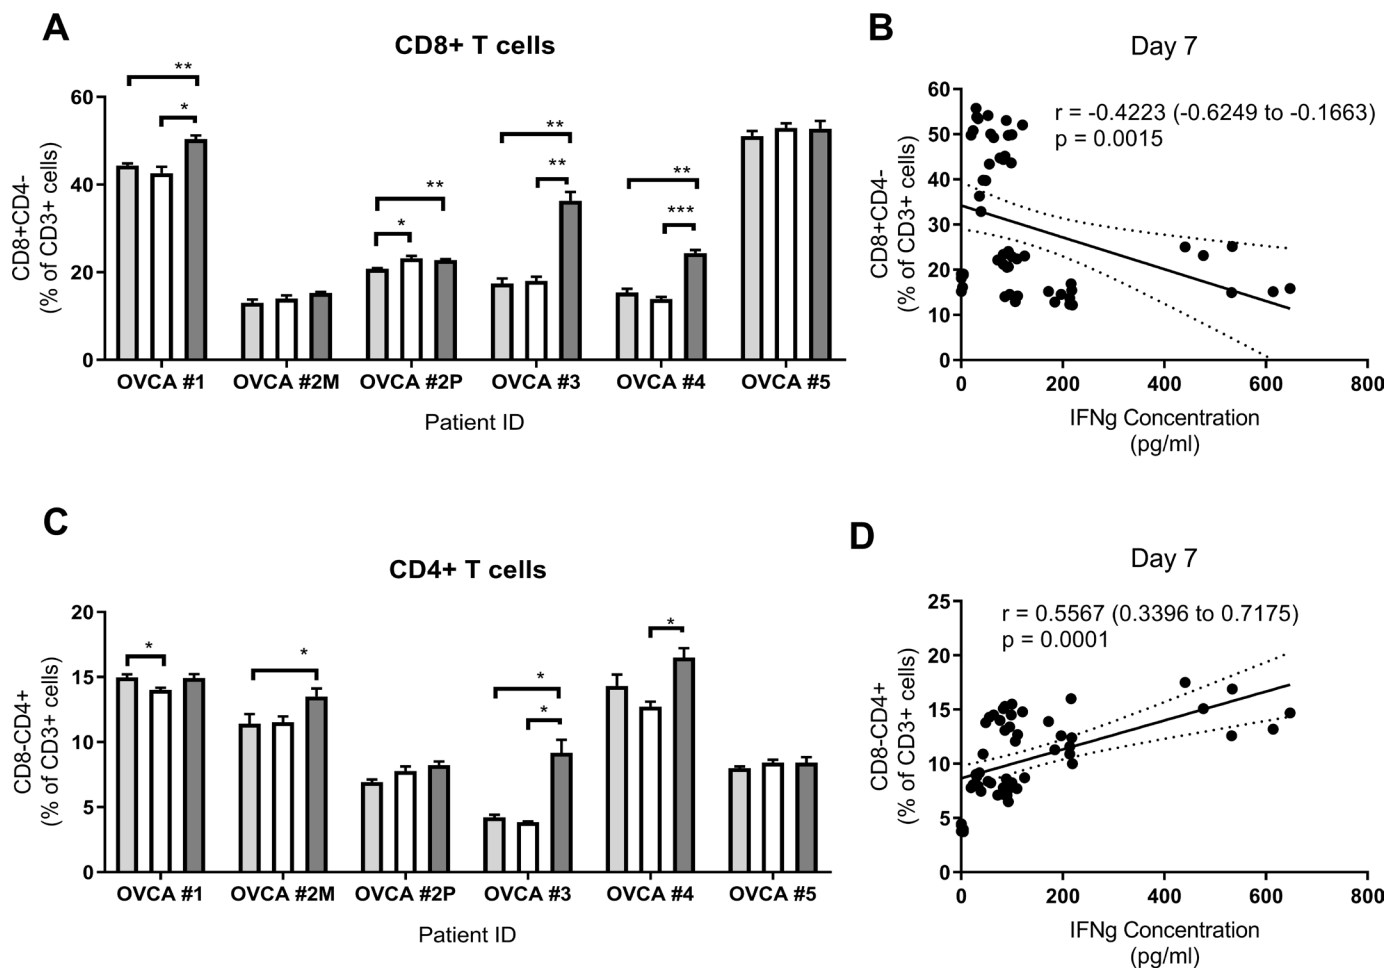 A
CD8+ T cells
CD8+CD4-
(% of CD3+ cells)
60
40
20
0
**
*
**
*
**
**
**
***
OVCA #1
OVCA #2M
OVCA #2P
OVCA #3
OVCA #4
OVCA #5
Patient ID
B
Day 7
r = -0.4223 (-0.6249 to -0.1663)
p = 0.0015
CD8+CD4-
(% of CD3+ cells)
60
50
40
30
20
10
0
0
200
400
600
800
IFNg Concentration
(pg/ml)
C
CD4+ T cells
CD8-CD4+
(% of CD3+ cells)
20
15
10
5
0
*
*
*
*
*
OVCA #1
OVCA #2M
OVCA #2P
OVCA #3
OVCA #4
OVCA #5
Patient ID
D
Day 7
r = 0.5567 (0.3396 to 0.7175)
p = 0.0001
CD8-CD4+
(% of CD3+ cells)
25
20
15
10
5
0
0
200
400
600
800
IFNg Concentration
(pg/ml)